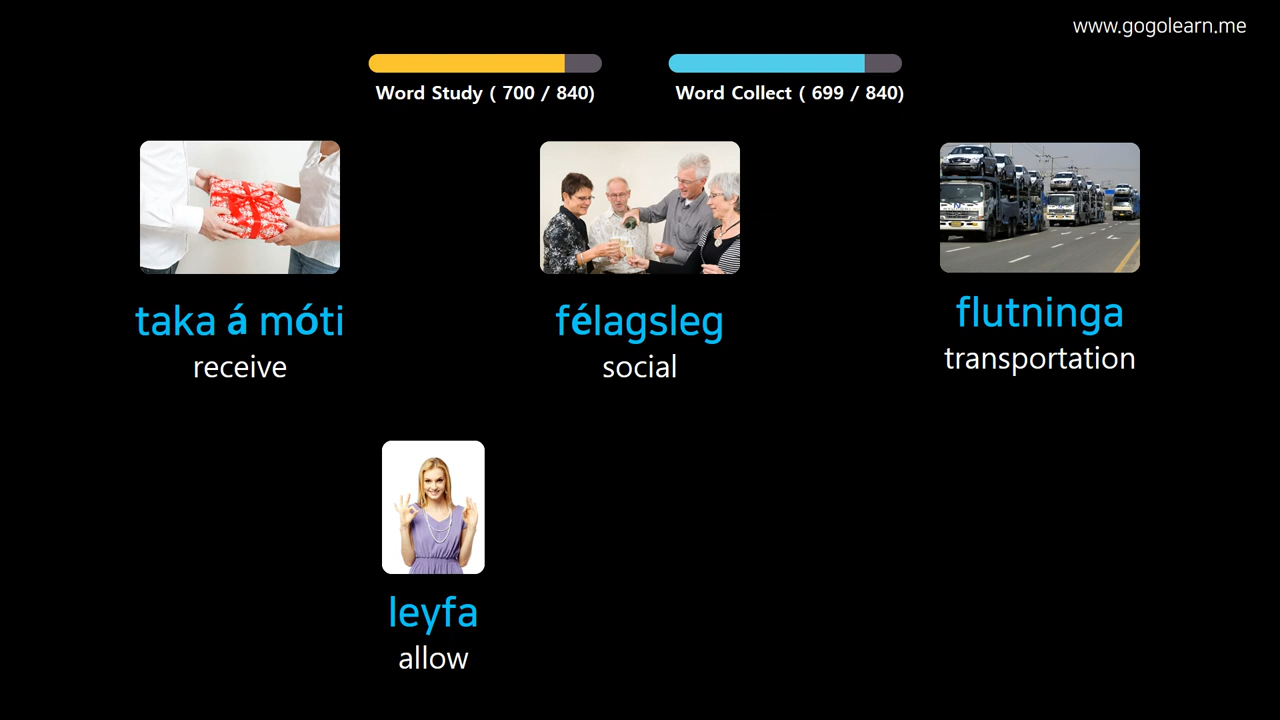 www.gogolearn.me
Word Study ( 700 / 840)
Word Collect ( 699 / 840)
taka á móti
receive
félagsleg
social
flutninga
transportation
leyfa
allow